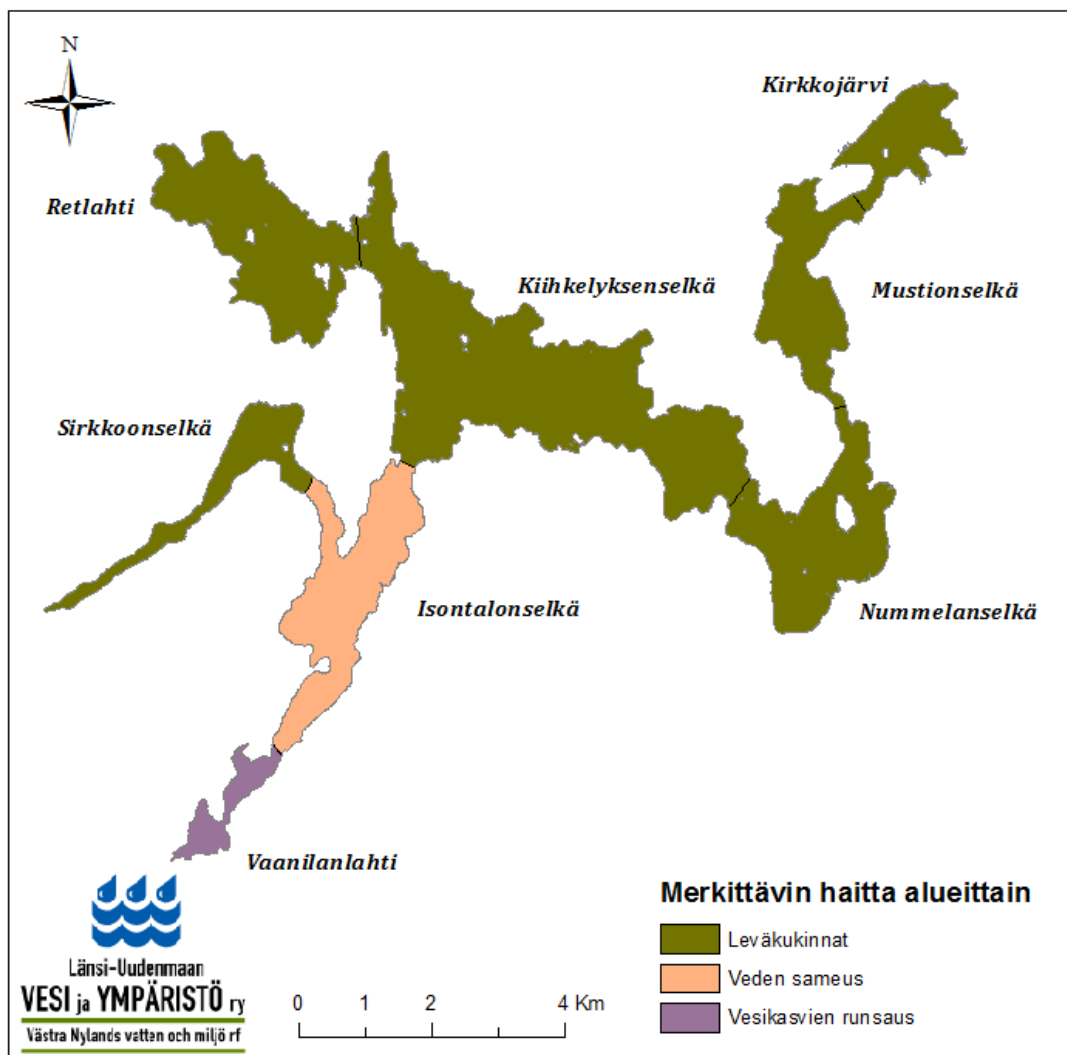 N
Kirkkojärvi
Retlahti
Kiihkelyksenselkä
Mustionselkä
Sirkkoonselkä
Isontalonselkä
Nummelanselkä
Vaanilanlahti
Merkittävin haitta alueittain
Leväkukinnat
Veden sameus
Vesikasvien runsaus
Länsi-Uudenmaan
VESI ja YMPÄRISTÖ ry
Västra Nylands vatten och miljö rf
0 1 2 4 Km